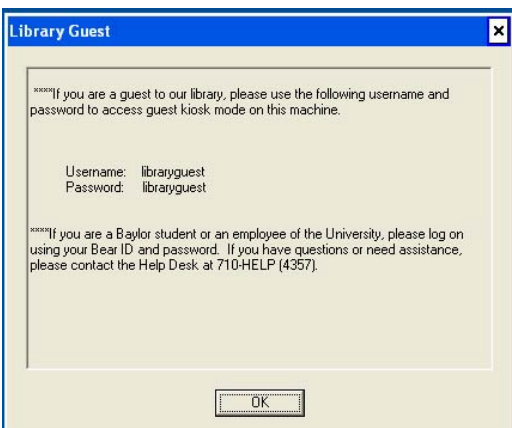 Library Guest
****If you are a guest to our library, please use the following username and
password to access guest kiosk mode on this machine.
Username: libraryguest
Password: libraryguest
****If you are a Baylor student or an employee of the University, please log on
using your Bear ID and password. If you have questions or need assistance,
please contact the Help Desk at 710-HELP (4357).
OK